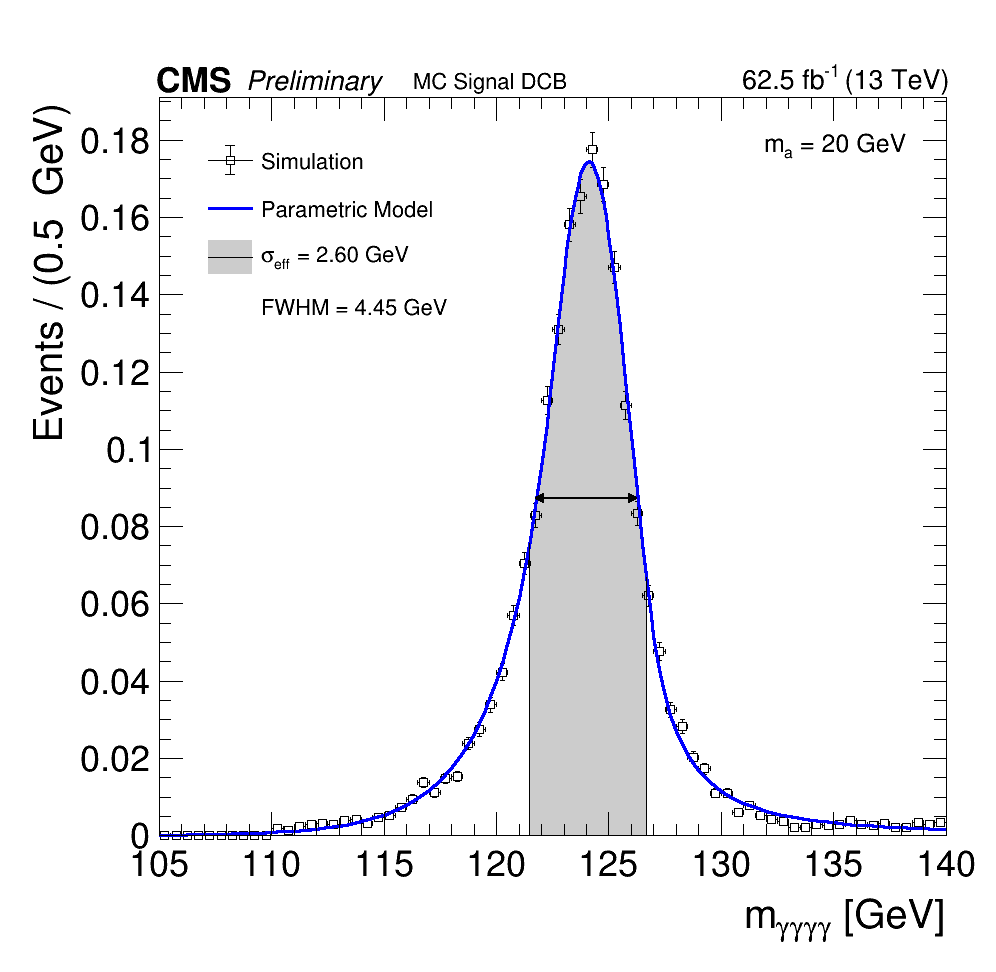 CMS Preliminary MC Signal DCB 62.5 fb⁻¹ (13 TeV)
Events / (0.5 GeV)
0.18
0.16
0.14
0.12
0.1
0.08
0.06
0.04
0.02
0
Simulation
Parametric Model
σeff = 2.60 GeV
FWHM = 4.45 GeV
mₐ = 20 GeV
105 110 115 120 125 130 135 140
mγγγγ [GeV]